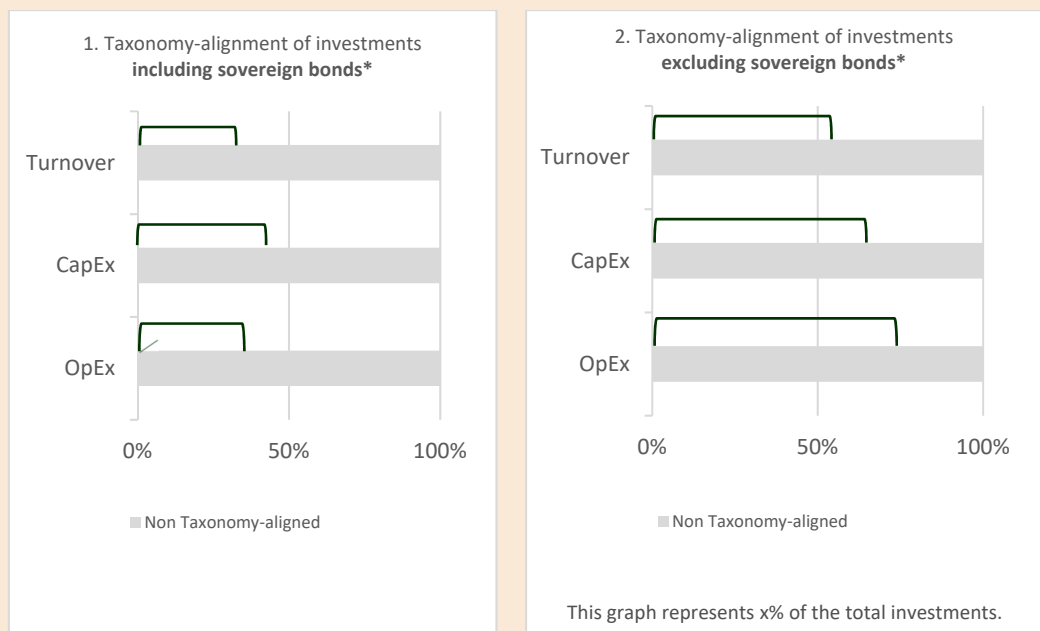 1. Taxonomy-alignment of investments
including sovereign bonds*
Turnover
CapEx
OpEx
0%
50%
100%
Non Taxonomy-aligned
2. Taxonomy-alignment of investments
excluding sovereign bonds*
Turnover
CapEx
OpEx
0%
50%
100%
Non Taxonomy-aligned
This graph represents x% of the total investments.